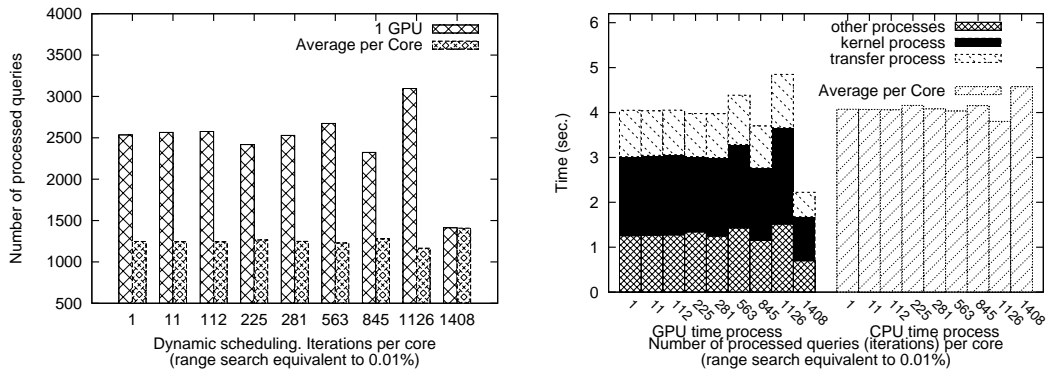 4000
3500
3000
2500
2000
1500
1000
500
Number of processed queries
1 GPU
Average per Core
1 11 112 225 281 563 845 1126 1408
Dynamic scheduling. Iterations per core
(range search equivalent to 0.01%)
6
5
4
3
2
1
0
Time (sec.)
other processes
kernel process
transfer process
Average per Core
1 11 112 225 281 563 845 1126 1408 1 11 112 225 281 563 845 1126 1408
GPU time process CPU time process
Number of processed queries (iterations) per core
(range search equivalent to 0.01%)